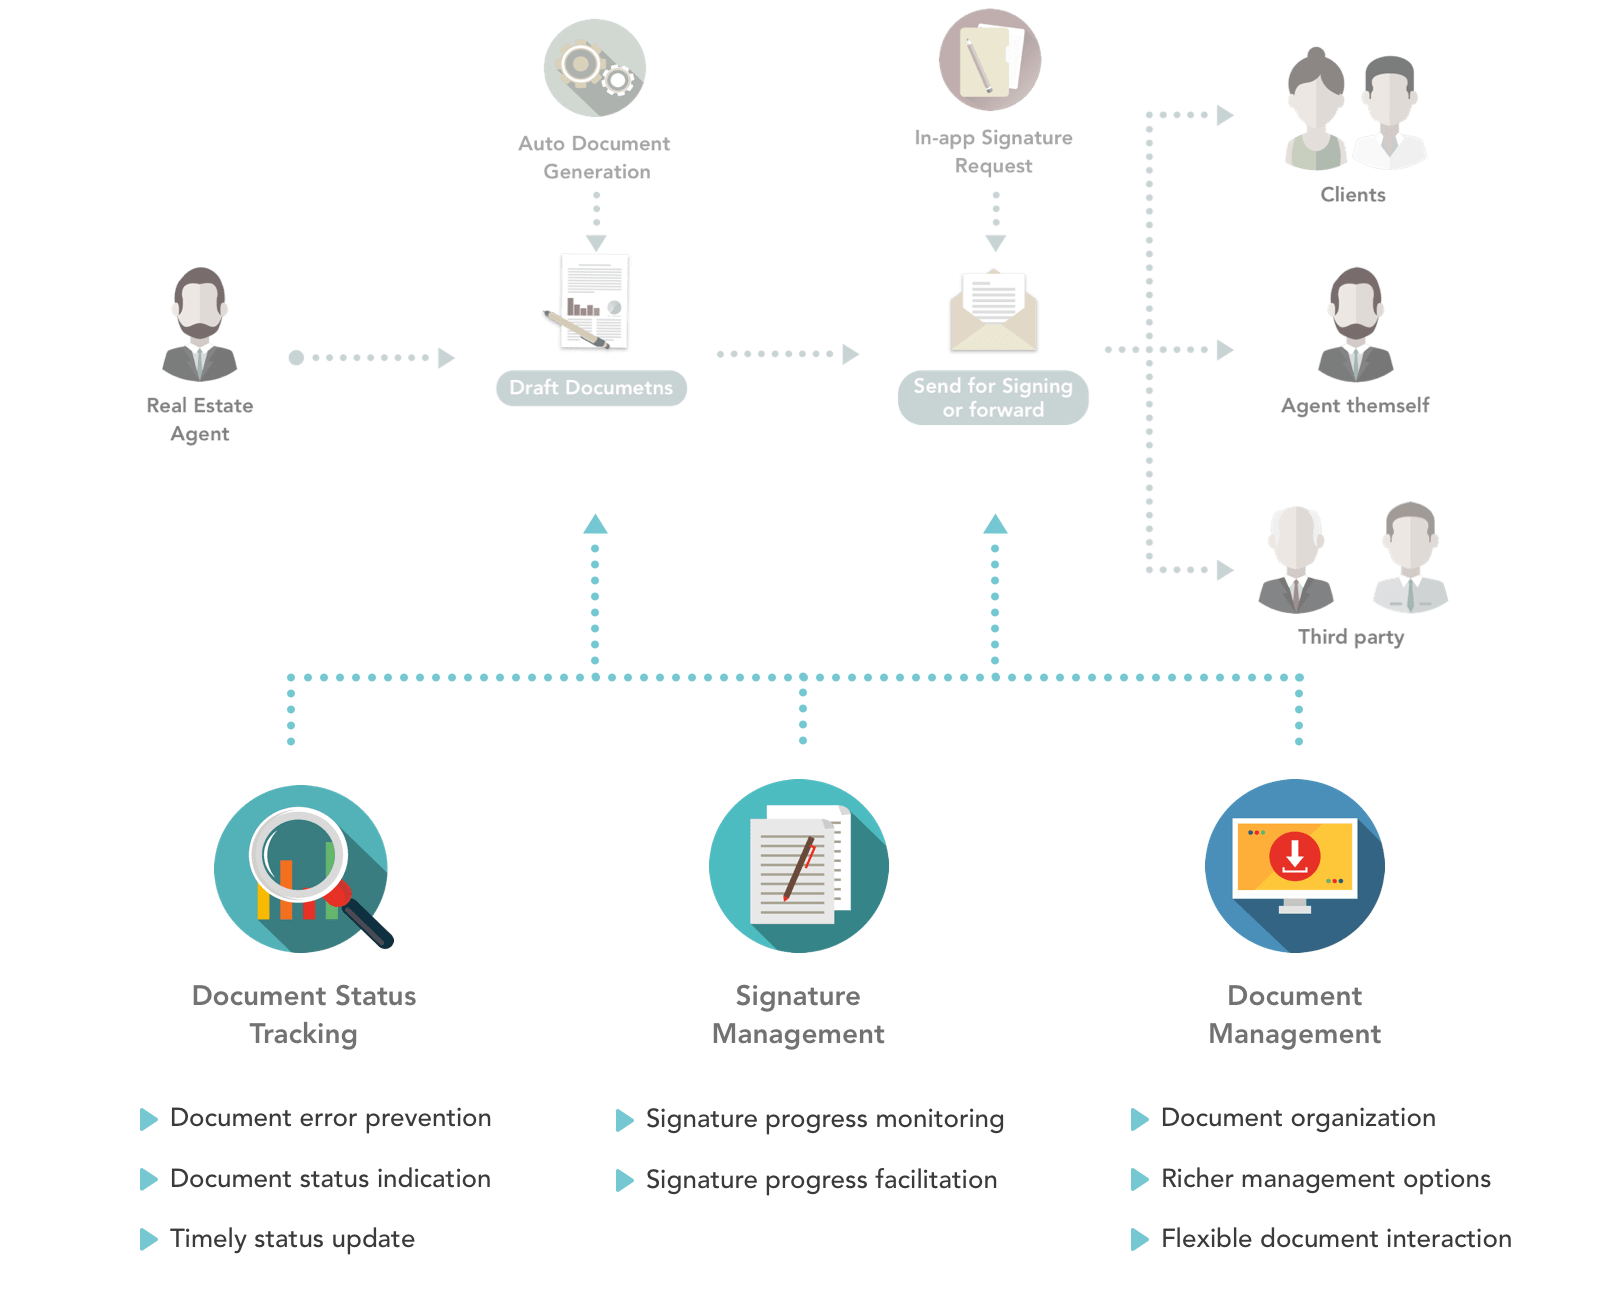 Auto Document
Generation
In-app Signature
Request
Clients
Real Estate
Agent
Draft Documetns
Send for Signing
or forward
Agent themself
Third party
Document Status
Tracking
Document error prevention
Document status indication
Timely status update
Signature
Management
Signature progress monitoring
Signature progress facilitation
Document
Management
Document organization
Richer management options
Flexible document interaction